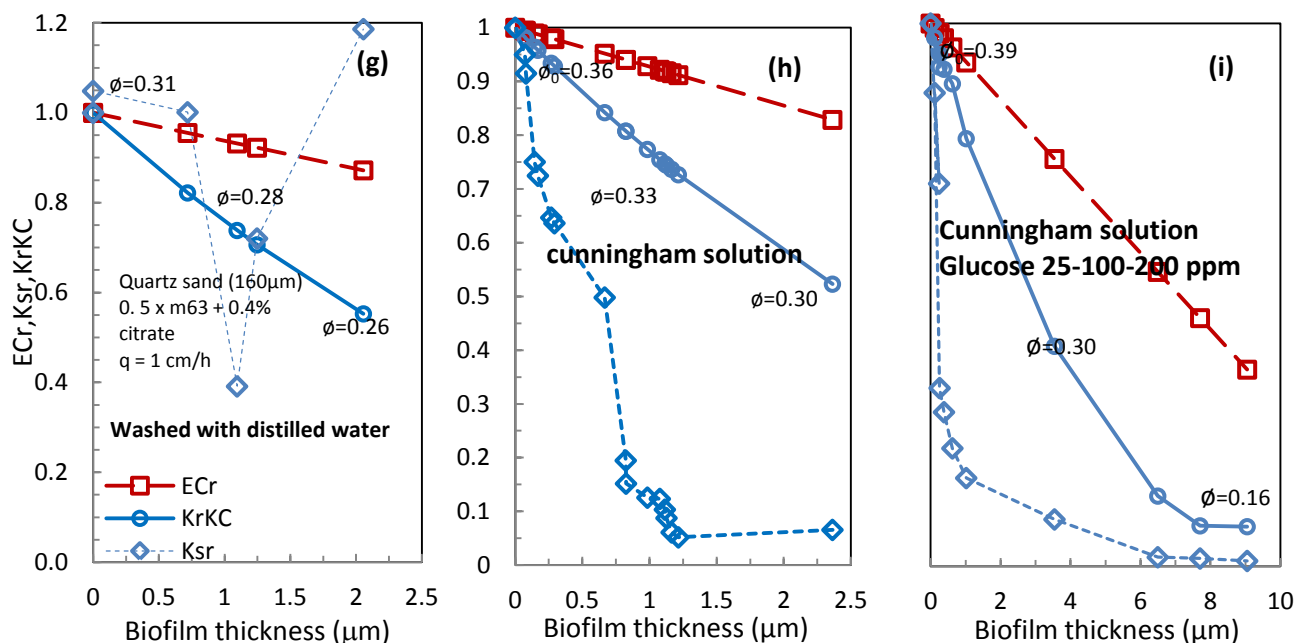 ECr,Ksr,KrKC
1.2
1.0
0.8
0.6
0.4
0.2
0.0
(g)
ø=0.31
ø=0.28
ø=0.26
Quartz sand (160μm)
0. 5 x m63 + 0.4%
citrate
q = 1 cm/h
Washed with distilled water
ECr
KrKC
Ksr
0 0.5 1.0 1.5 2.0 2.5
Biofilm thickness (μm)
1
0.9
0.8
0.7
0.6
0.5
0.4
0.3
0.2
0.1
0
(h)
ø₀=0.36
ø=0.33
cunningham solution
ø=0.30
0 0.5 1.0 1.5 2.0 2.5
Biofilm thickness (μm)
(i)
ø₀=0.39
Cunningham solution
Glucose 25-100-200 ppm
ø=0.30
ø=0.16
0 2 4 6 8 10
Biofilm thickness (μm)